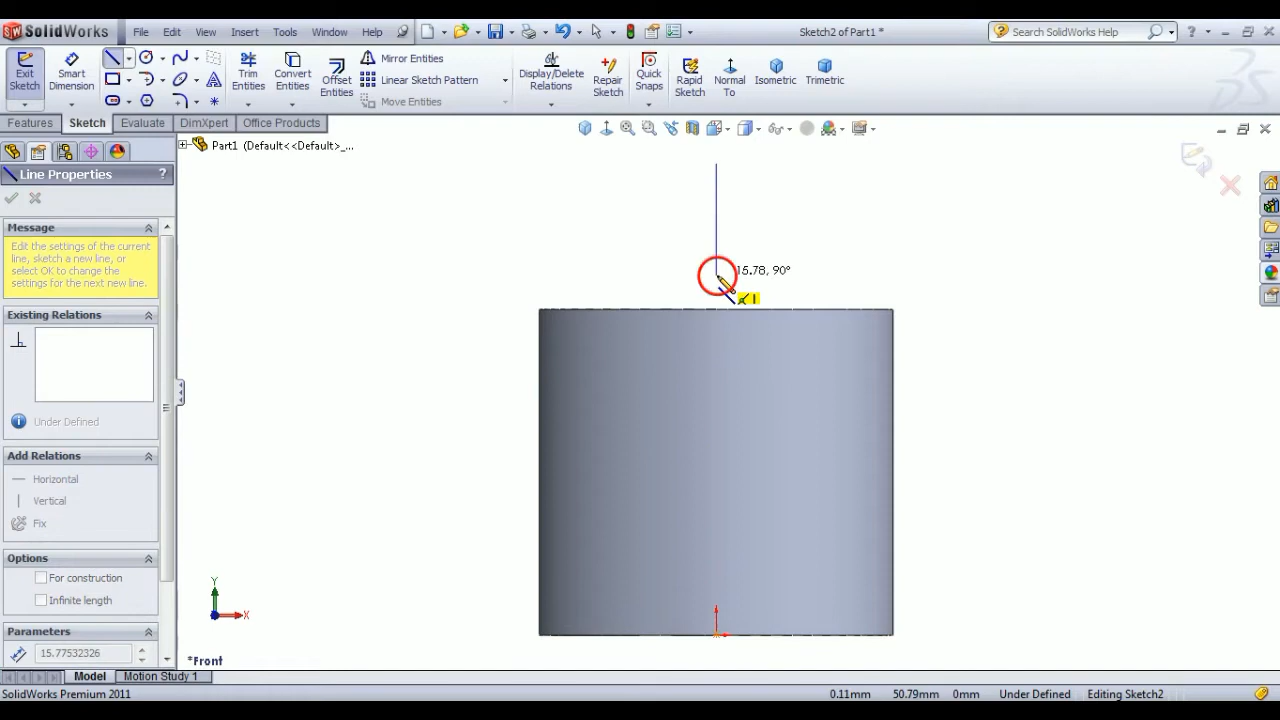 SolidWorks
File
Edit
View
Insert
Tools
Window
Help
Sketch2 of Part1 *
Search SolidWorks Help
Exit Sketch
Smart Dimension
Trim Entities
Convert Entities
Offset Entities
Mirror Entities
Linear Sketch Pattern
Move Entities
Display/Delete Relations
Repair Sketch
Quick Snaps
Rapid Sketch
Normal To
Isometric
Trimetric
Features
Sketch
Evaluate
DimXpert
Office Products
Part1 (Default<<Default>_...
Line Properties
?
Message
Edit the settings of the current
line, sketch a new line, or
select OK to change the
settings for the next new line.
Existing Relations
Under Defined
Add Relations
Horizontal
Vertical
Fix
Options
For construction
Infinite length
Parameters
15.77532326
15.78, 90°
Y
X
*Front
Model
Motion Study 1
SolidWorks Premium 2011
0.11mm
50.79mm
0mm
Under Defined
Editing Sketch2